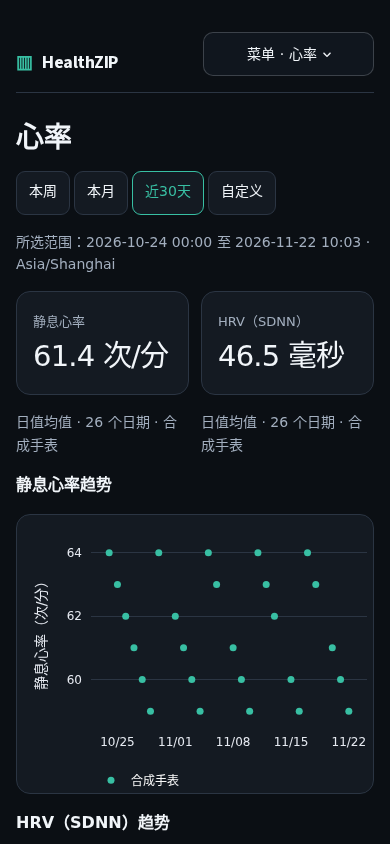 HealthZIP
菜单 · 心率
心率
本周
本月
近30天
自定义
所选范围：2026-10-24 00:00 至 2026-11-22 10:03 ·
Asia/Shanghai
静息心率
61.4 次/分
HRV（SDNN）
46.5 毫秒
日值均值 · 26 个日期 · 合
成手表
日值均值 · 26 个日期 · 合
成手表
静息心率趋势
静息心率（次/分）
64
62
60
10/25
11/01
11/08
11/15
11/22
合成手表
HRV（SDNN）趋势